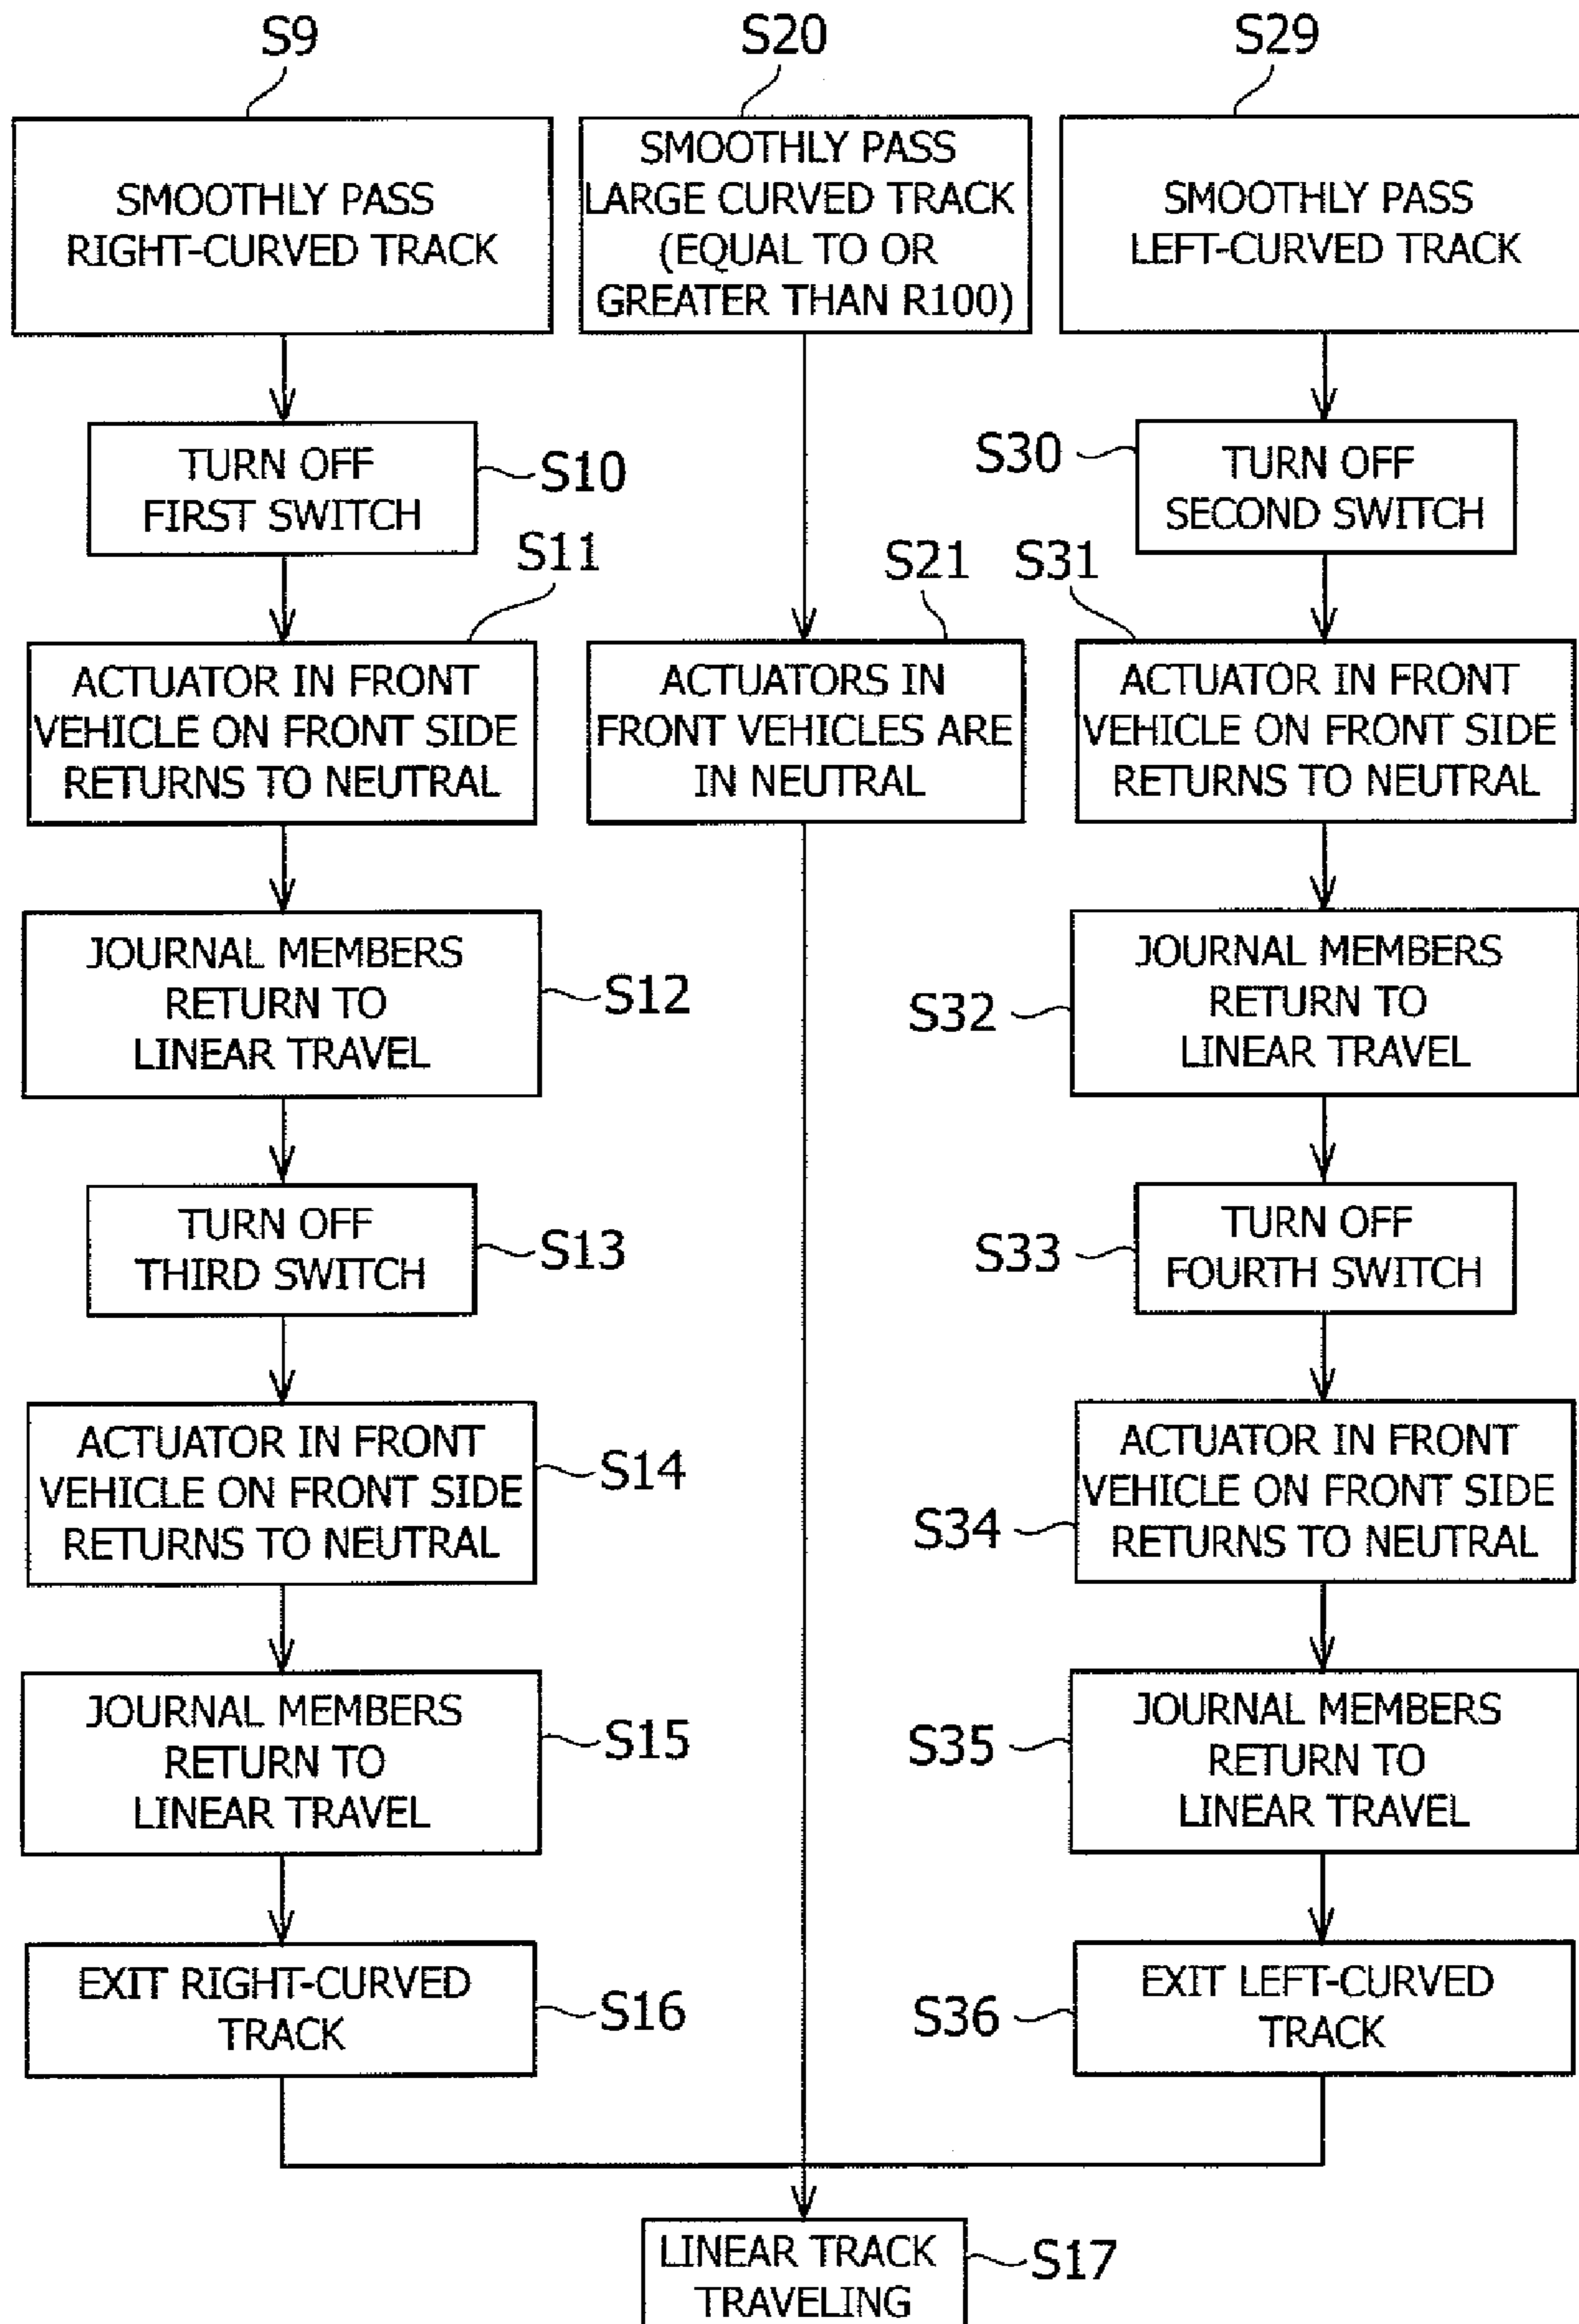 S9
SMOOTHLY PASS
RIGHT-CURVED TRACK
S20
SMOOTHLY PASS
LARGE CURVED TRACK
(EQUAL TO OR
GREATER THAN R100)
S29
SMOOTHLY PASS
LEFT-CURVED TRACK
TURN OFF
FIRST SWITCH
S10
S30
TURN OFF
SECOND SWITCH
S11
ACTUATOR IN FRONT
VEHICLE ON FRONT SIDE
RETURNS TO NEUTRAL
S21
ACTUATORS IN
FRONT VEHICLES ARE
IN NEUTRAL
S31
ACTUATOR IN FRONT
VEHICLE ON FRONT SIDE
RETURNS TO NEUTRAL
JOURNAL MEMBERS
RETURN TO
LINEAR TRAVEL
S12
S32
JOURNAL MEMBERS
RETURN TO
LINEAR TRAVEL
TURN OFF
THIRD SWITCH
S13
S33
TURN OFF
FOURTH SWITCH
ACTUATOR IN FRONT
VEHICLE ON FRONT SIDE
RETURNS TO NEUTRAL
S14
S34
ACTUATOR IN FRONT
VEHICLE ON FRONT SIDE
RETURNS TO NEUTRAL
JOURNAL MEMBERS
RETURN TO
LINEAR TRAVEL
S15
S35
JOURNAL MEMBERS
RETURN TO
LINEAR TRAVEL
EXIT RIGHT-CURVED
TRACK
S16
S36
EXIT LEFT-CURVED
TRACK
LINEAR TRACK
TRAVELING
S17